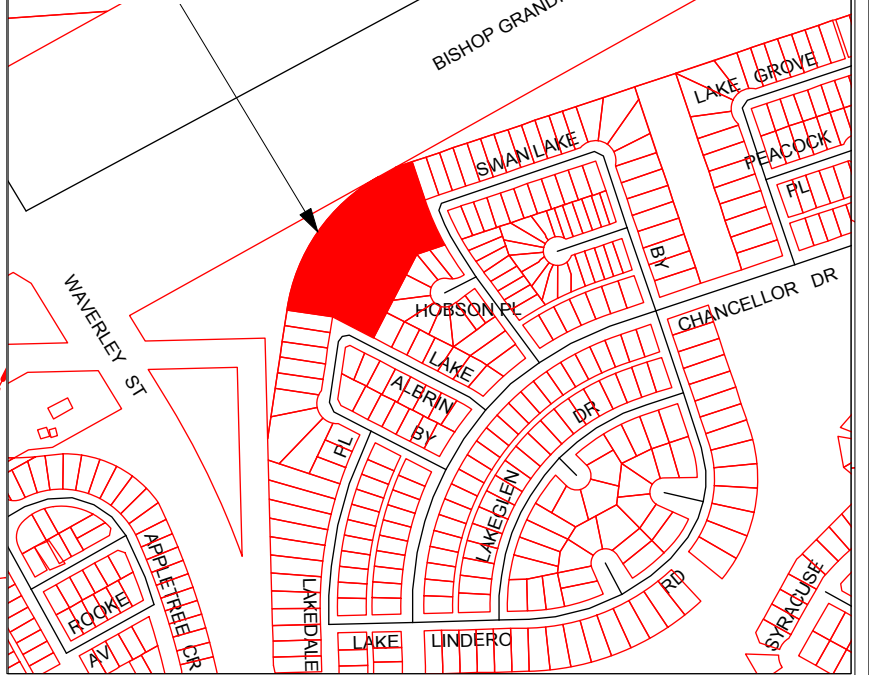 BISHOP GRANDI
LAKE GROVE
SWAN LAKE
PEACOCK
PL
BY
WAVERLEY ST
CHANCELLOR DR
HOBSON PL
LAKE
ALBRIN
BY
DR
PL
LAKEGLEN
APPLETREE CR
ROOKE
AV
LAKEDALE
LAKE LINDERO
RD
SYRACUSE